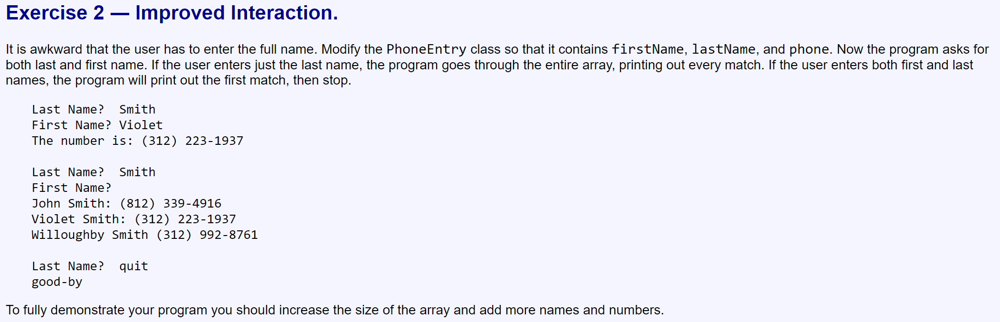 Exercise 2 — Improved Interaction.
It is awkward that the user has to enter the full name. Modify the PhoneEntry class so that it contains firstName, lastName, and phone. Now the program asks for
both last and first name. If the user enters just the last name, the program goes through the entire array, printing out every match. If the user enters both first and last
names, the program will print out the first match, then stop.
Last Name?  Smith
First Name? Violet
The number is: (312) 223-1937
Last Name?  Smith
First Name?
John Smith: (812) 339-4916
Violet Smith: (312) 223-1937
Willoughby Smith (312) 992-8761
Last Name?  quit
good-by
To fully demonstrate your program you should increase the size of the array and add more names and numbers.